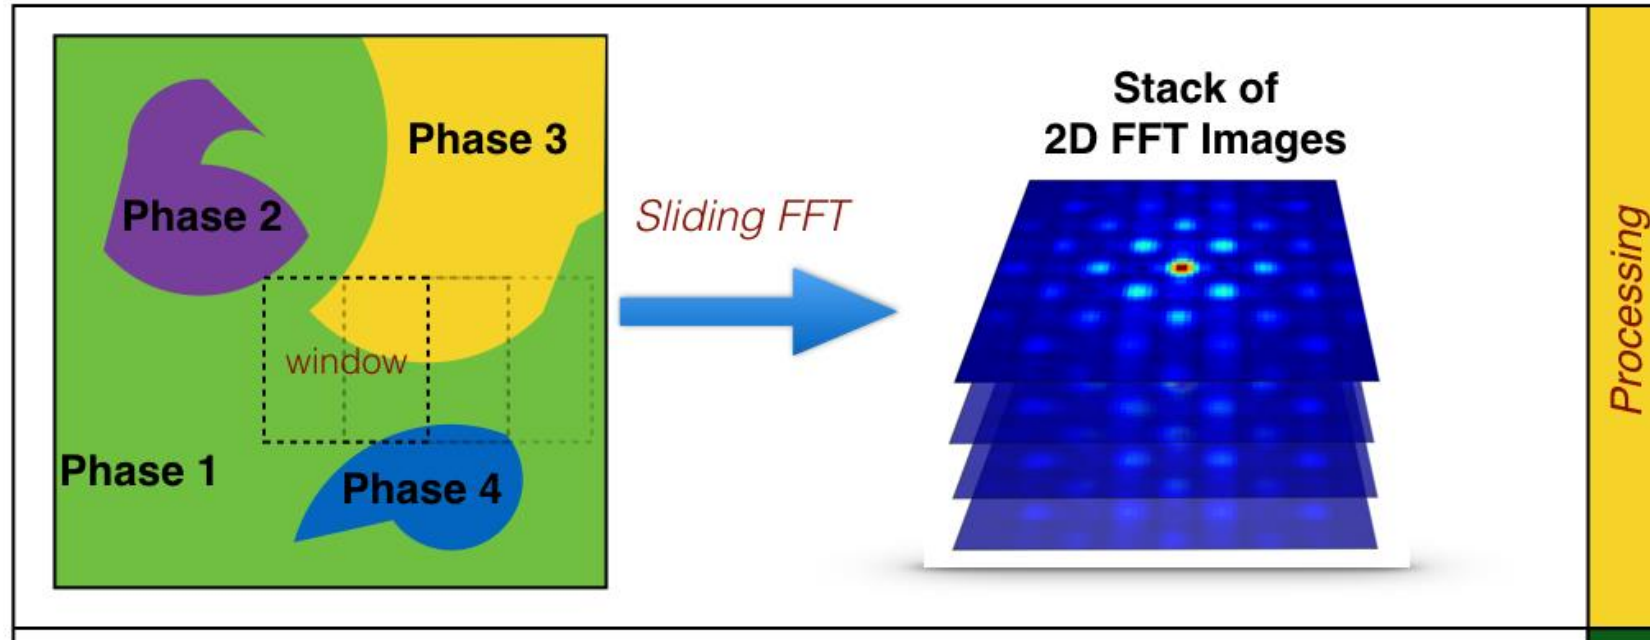 Phase 3
Phase 2
window
Phase 1
Phase 4
Sliding FFT
Stack of
2D FFT Images
Processing